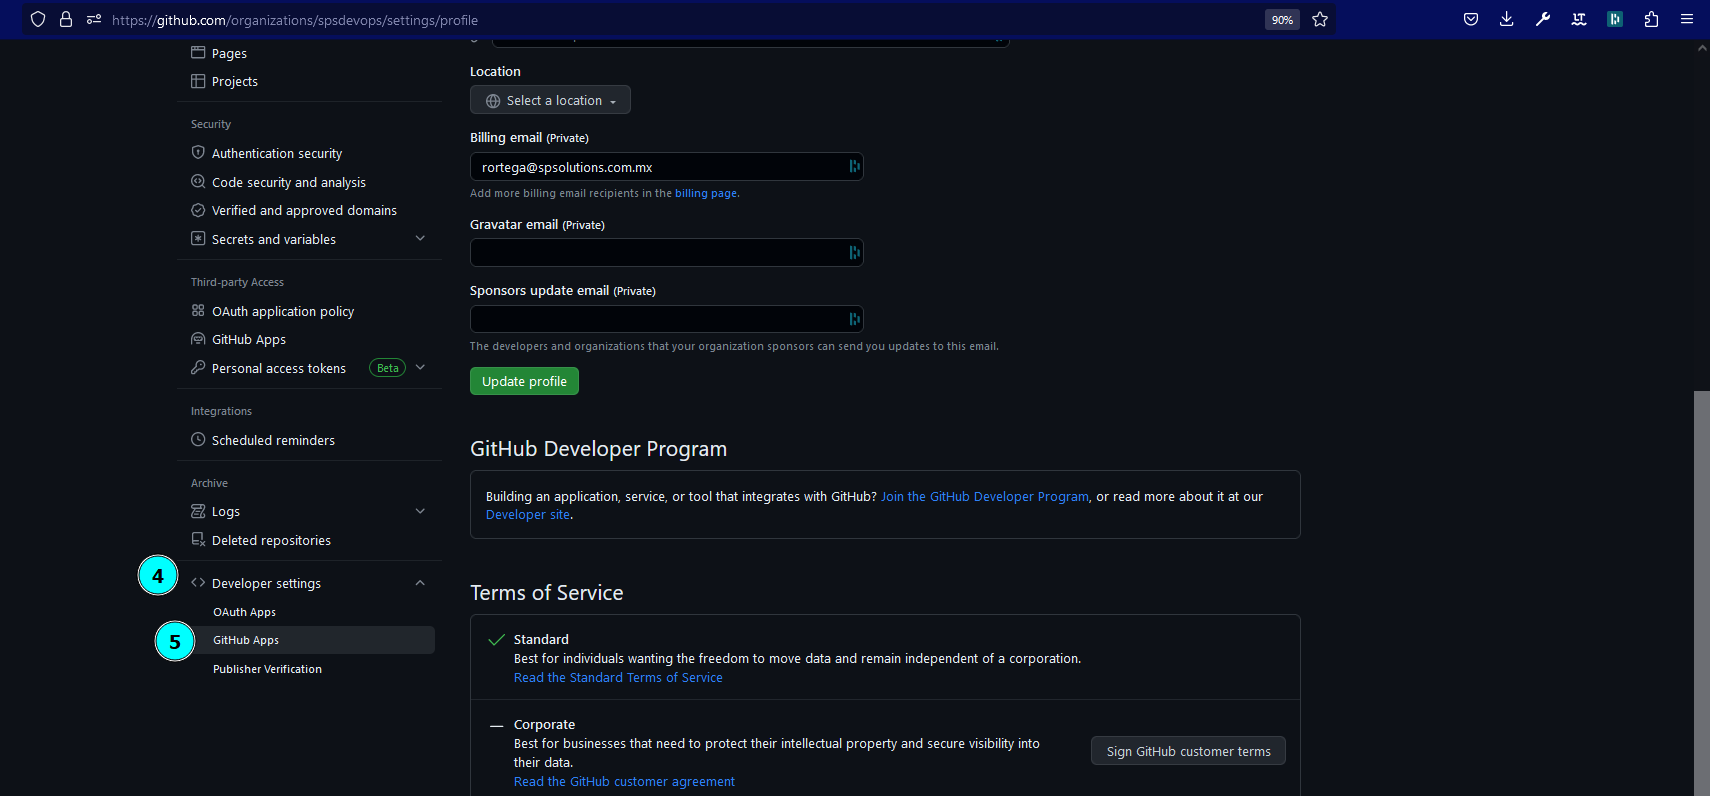 https://github.com/organizations/spsdevops/settings/profile
90%
Pages
Projects
Security
Authentication security
Code security and analysis
Verified and approved domains
Secrets and variables
Third-party Access
OAuth application policy
GitHub Apps
Personal access tokens Beta
Integrations
Scheduled reminders
Archive
Logs
Deleted repositories
4 Developer settings
OAuth Apps
5 GitHub Apps
Publisher Verification
Location
Select a location
Billing email (Private)
rortega@spsolutions.com.mx
Add more billing email recipients in the billing page.
Gravatar email (Private)
Sponsors update email (Private)
The developers and organizations that your organization sponsors can send you updates to this email.
Update profile
GitHub Developer Program
Building an application, service, or tool that integrates with GitHub? Join the GitHub Developer Program, or read more about it at our
Developer site.
Terms of Service
Standard
Best for individuals wanting the freedom to move data and remain independent of a corporation.
Read the Standard Terms of Service
Corporate
Best for businesses that need to protect their intellectual property and secure visibility into
their data.
Read the GitHub customer agreement
Sign GitHub customer terms